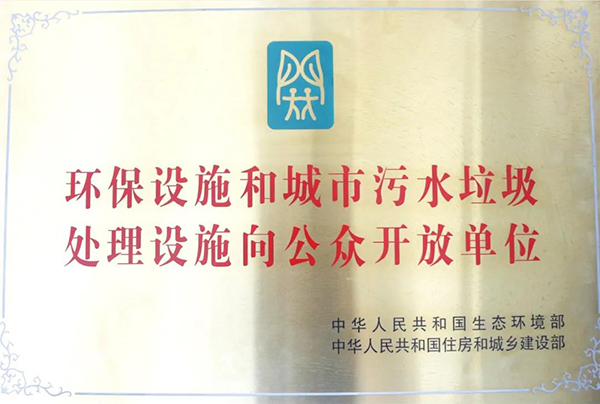 环保设施和城市污水垃圾
处理设施向公众开放单位
中华人民共和国生态环境部
中华人民共和国住房和城乡建设部